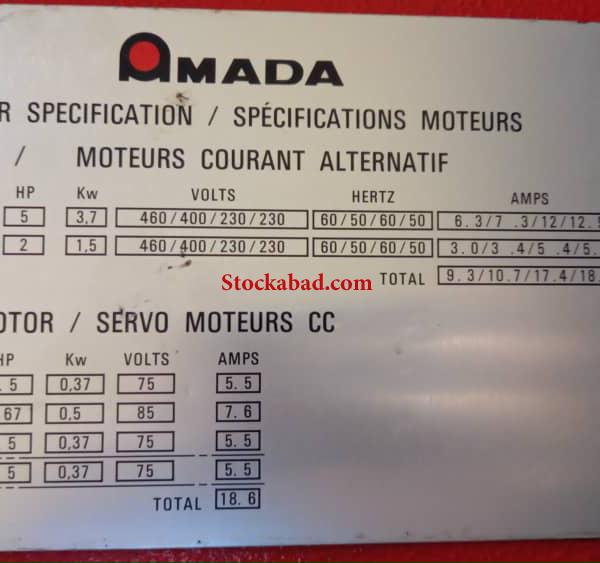 AMADA
R SPECIFICATION / SPÉCIFICATIONS MOTEURS
/ MOTEURS COURANT ALTERNATIF
HP Kw VOLTS HERTZ AMPS
5 3,7 460/400/230/230 60/50/60/50 6.3/7.3/12/12.5
2 1,5 460/400/230/230 60/50/60/50 3.0/3.4/5.4/5.
TOTAL 9.3/10.7/17.4/18.
Stockabad.com
OTOR / SERVO MOTEURS CC
HP Kw VOLTS AMPS
.5 0,37 75 5.5
67 0,5 85 7.6
.5 0,37 75 5.5
.5 0,37 75 5.5
TOTAL 18.6